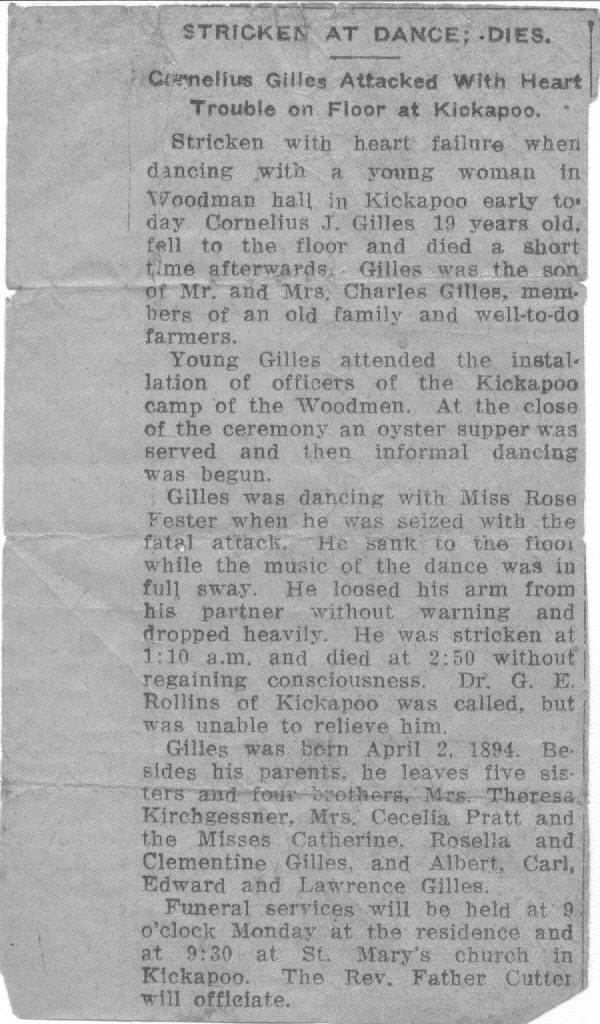 STRICKEN AT DANCE; DIES.
Cornelius Gilles Attacked With Heart
Trouble on Floor at Kickapoo.
Stricken with heart failure when
dancing with a young woman in
Woodman hall in Kickapoo early to-
day Cornelius J. Gilles 19 years old,
fell to the floor and died a short
time afterwards. Gilles was the son
of Mr. and Mrs. Charles Gilles, mem-
bers of an old family and well-to-do
farmers.
Young Gilles attended the instal-
lation of officers of the Kickapoo
camp of the Woodmen. At the close
of the ceremony an oyster supper was
served and then informal dancing
was begun.
Gilles was dancing with Miss Rose
Fester when he was seized with the
fatal attack. He sank to the floor
while the music of the dance was in
full sway. He loosed his arm from
his partner without warning and
dropped heavily. He was stricken at
1:10 a.m. and died at 2:50 without
regaining consciousness. Dr. G. E.
Rollins of Kickapoo was called, but
was unable to relieve him.
Gilles was born April 2, 1894. Be-
sides his parents, he leaves five sis-
ters and four brothers, Mrs. Theresa
Kirchgessner, Mrs. Cecelia Pratt and
the Misses Catherine, Rosella and
Clementine Gilles, and Albert, Carl,
Edward and Lawrence Gilles.
Funeral services will be held at 9
o'clock Monday at the residence and
at 9:30 at St. Mary's church in
Kickapoo. The Rev. Father Cutter
will officiate.